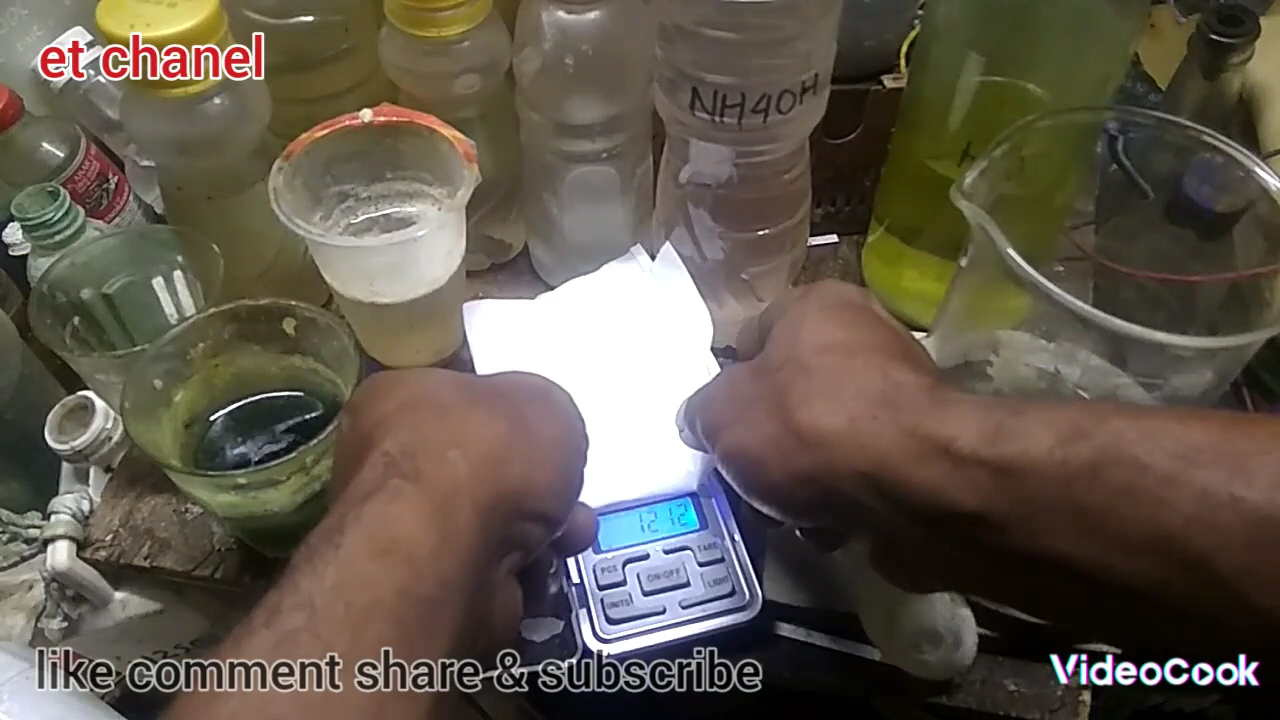 et chanel
NH4OH
12.12
PCS
TARE
ON/OFF
UNITS
LIGHT
like comment share & subscribe
VideoCook